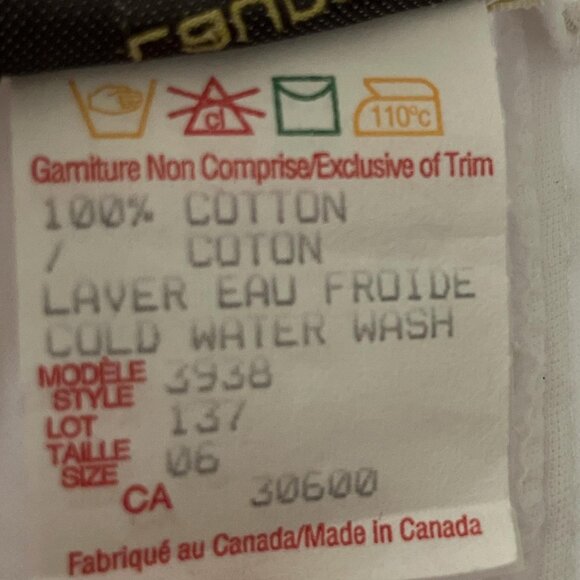 cl
110°c
Garniture Non Comprise/Exclusive of Trim
100% COTTON
/ COTON
LAVER EAU FROIDE
COLD WATER WASH
MODÈLE
STYLE 3938
LOT 137
TAILLE
SIZE 06
CA 30600
Fabriqué au Canada/Made in Canada